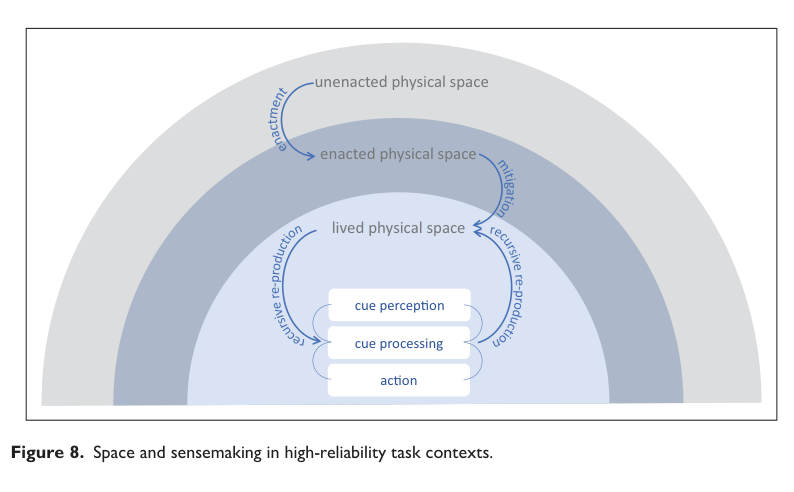 unenacted physical space
enactment
enacted physical space
mitigation
lived physical space
recursive re-production
recursive re-production
cue perception
cue processing
action
Figure 8. Space and sensemaking in high-reliability task contexts.